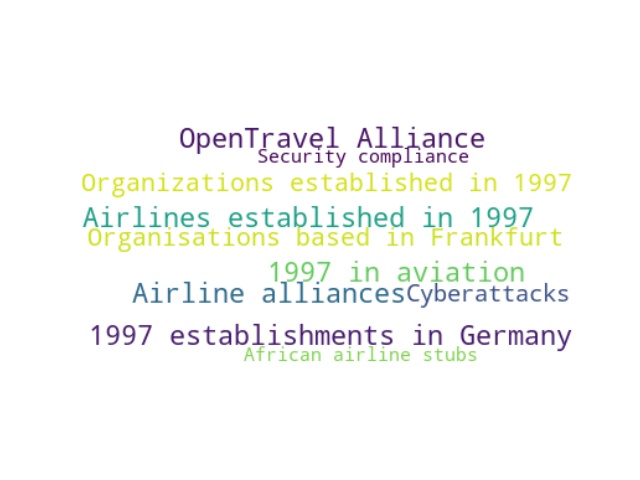 OpenTravel Alliance
Security compliance
Organizations established in 1997
Airlines established in 1997
Organisations based in Frankfurt
1997 in aviation
Airline alliances Cyberattacks
1997 establishments in Germany
African airline stubs